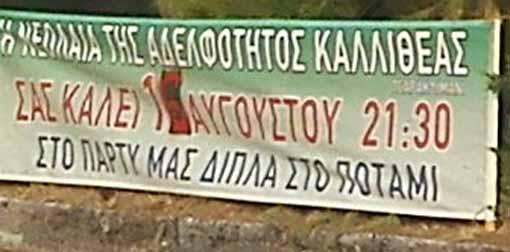 Η ΝΕΟΛΑΙΑ ΤΗΣ ΑΔΕΛΦΟΤΗΤΟΣ ΚΑΛΛΙΘΕΑΣ
ΣΑΣ ΚΑΛΕΙ ΑΥΓΟΥΣΤΟΥ 21:30
ΣΤΟ ΠΑΡΤΥ ΜΑΣ ΔΙΠΛΑ ΣΤΟ ΠΟΤΑΜΙ